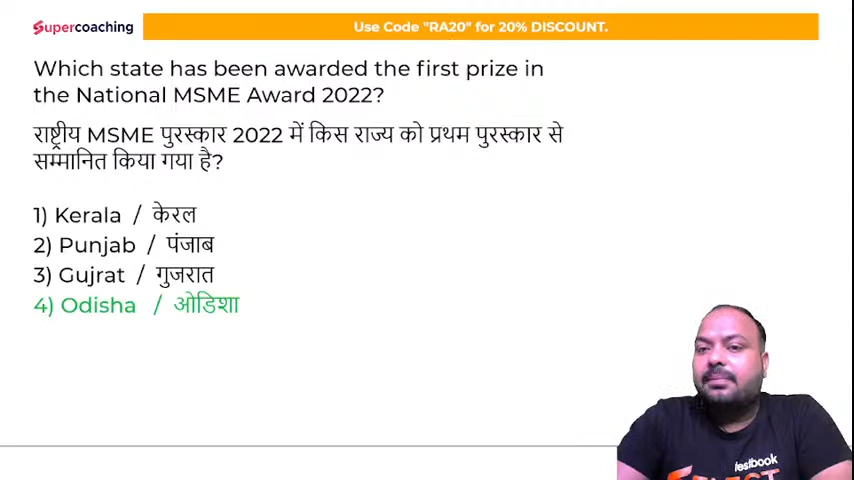 Supercoaching
Use Code "RA20" for 20% DISCOUNT.
Which state has been awarded the first prize in
the National MSME Award 2022?
राष्ट्रीय MSME पुरस्कार 2022 में किस राज्य को प्रथम पुरस्कार से
सम्मानित किया गया है?
1) Kerala / केरल
2) Punjab / पंजाब
3) Gujrat / गुजरात
4) Odisha / ओडिशा
testbook